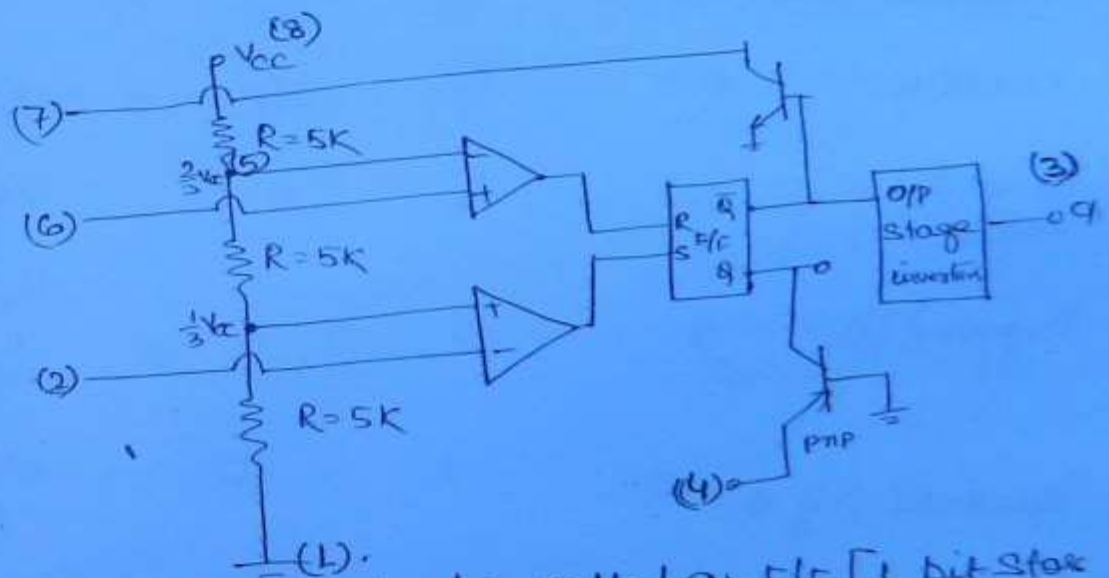 (8)
Vcc
(7)
R=5K
2/3 Vcc (5)
(6)
R=5K
1/3 Vcc
(2)
R=5K
(1).
R Q̅
S F/F
Q
O/P
Stage
(3)
pnp
(4)